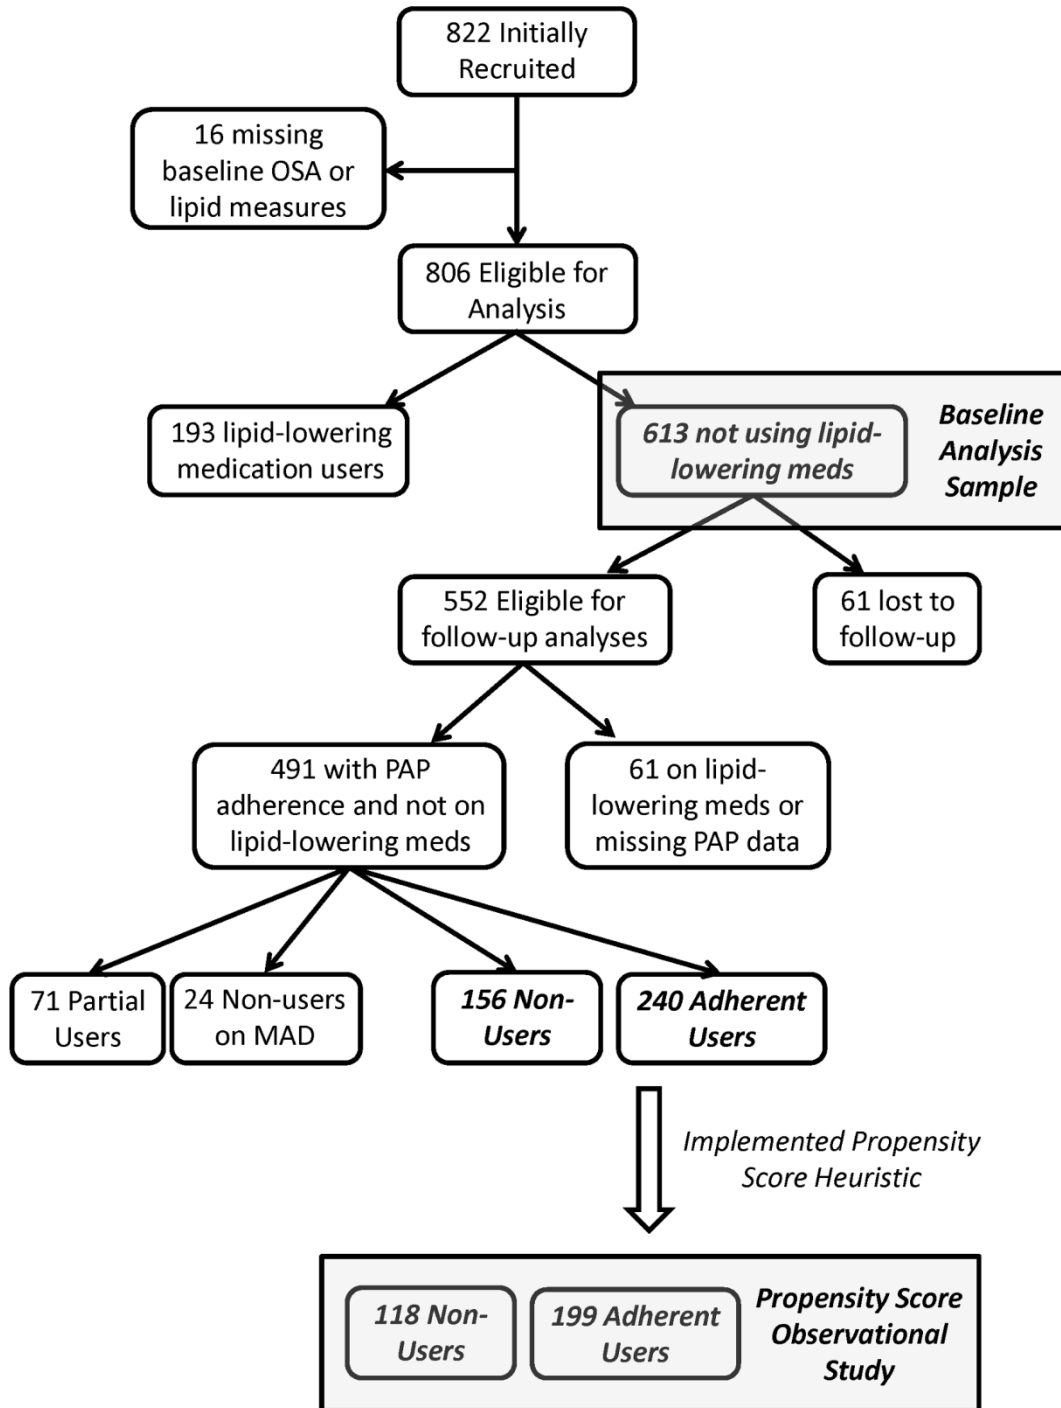 822 Initially
Recruited
16 missing
baseline OSA or
lipid measures
806 Eligible for
Analysis
193 lipid-lowering
medication users
613 not using lipid-
lowering meds
Baseline
Analysis
Sample
552 Eligible for
follow-up analyses
61 lost to
follow-up
491 with PAP
adherence and not on
lipid-lowering meds
61 on lipid-
lowering meds or
missing PAP data
71 Partial
Users
24 Non-users
on MAD
156 Non-
Users
240 Adherent
Users
Implemented Propensity
Score Heuristic
118 Non-
Users
199 Adherent
Users
Propensity Score
Observational
Study